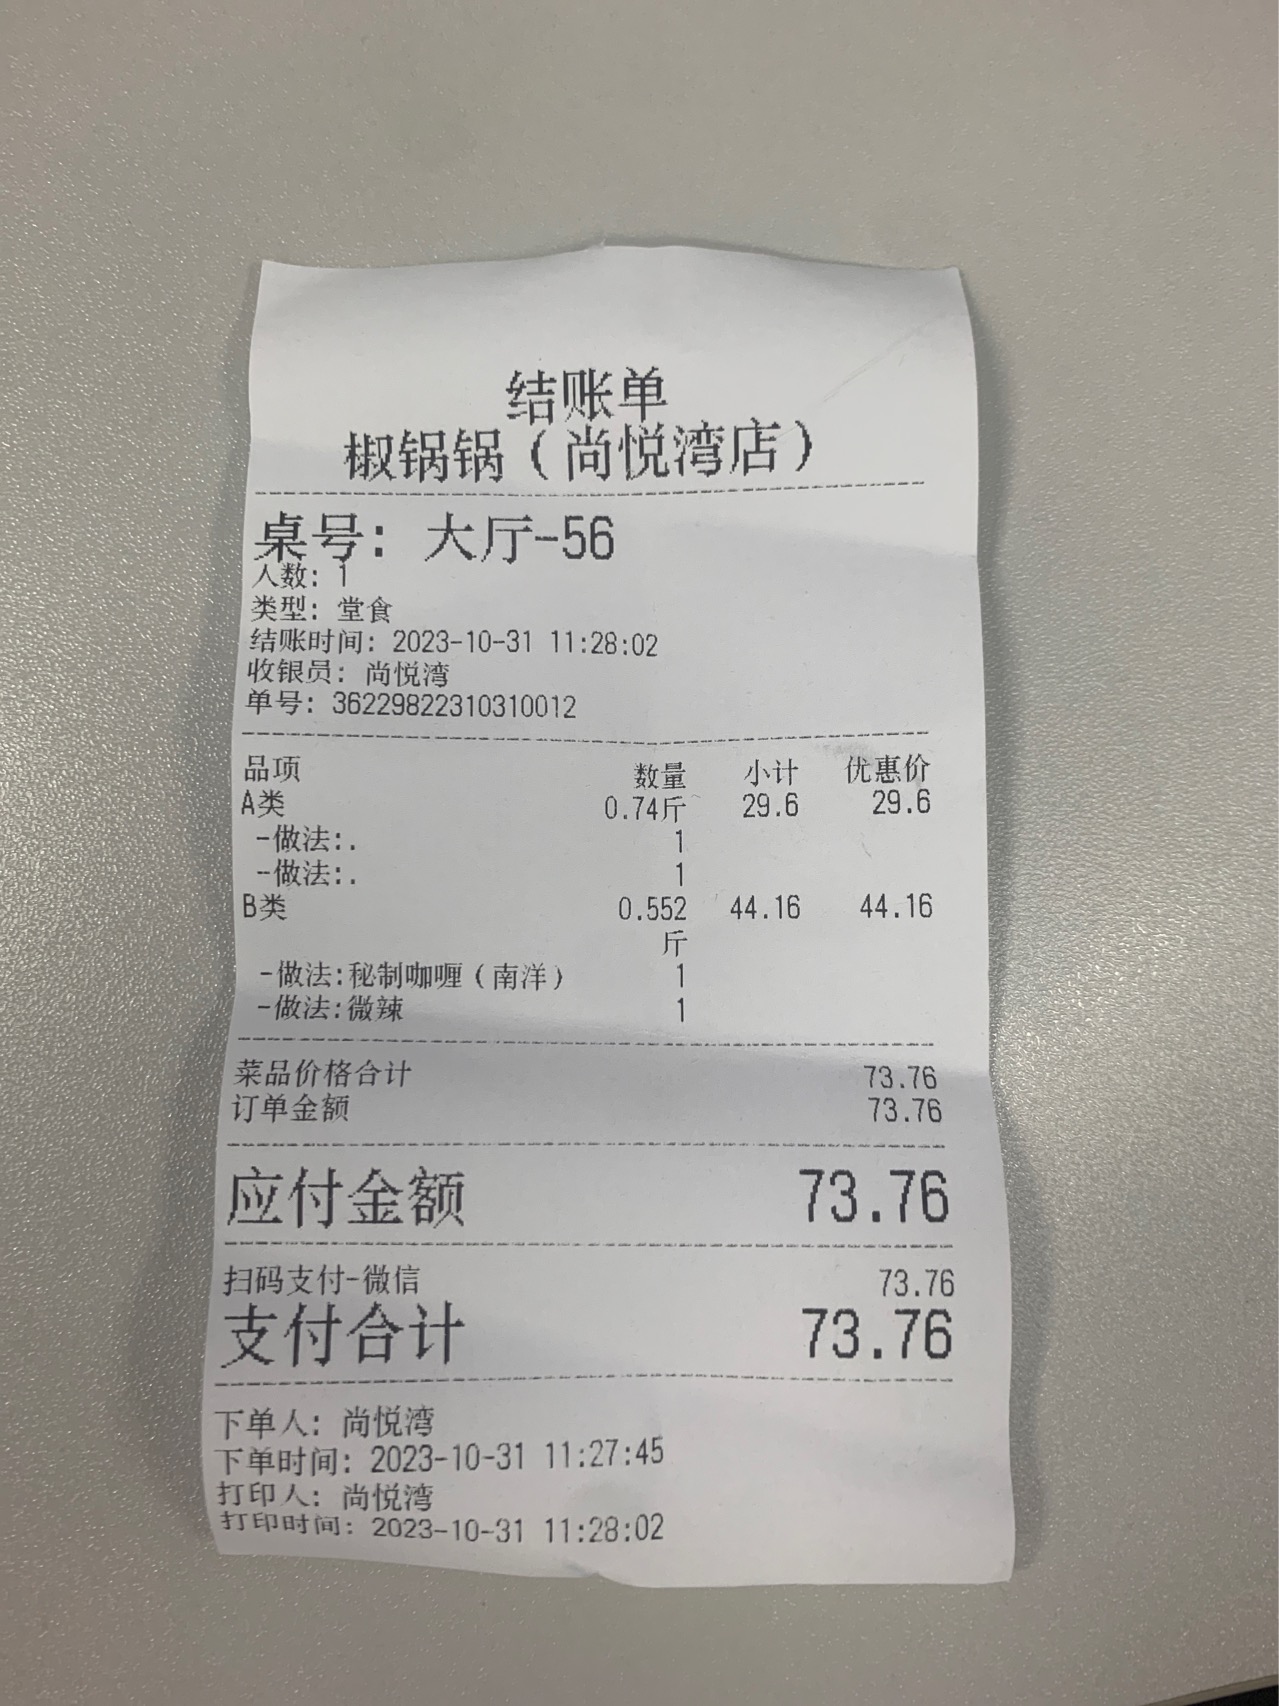 结账单
椒锅锅（尚悦湾店）
桌号：大厅-56
人数：1
类型：堂食
结账时间：2023-10-31 11:28:02
收银员：尚悦湾
单号：36229822310310012
品项 数量 小计 优惠价
A类 0.74斤 29.6 29.6
-做法:. 1
-做法:. 1
B类 0.552 44.16 44.16
斤
-做法:秘制咖喱（南洋） 1
-做法:微辣 1
菜品价格合计 73.76
订单金额 73.76
应付金额 73.76
扫码支付-微信 73.76
支付合计 73.76
下单人：尚悦湾
下单时间：2023-10-31 11:27:45
打印人：尚悦湾
打印时间：2023-10-31 11:28:02